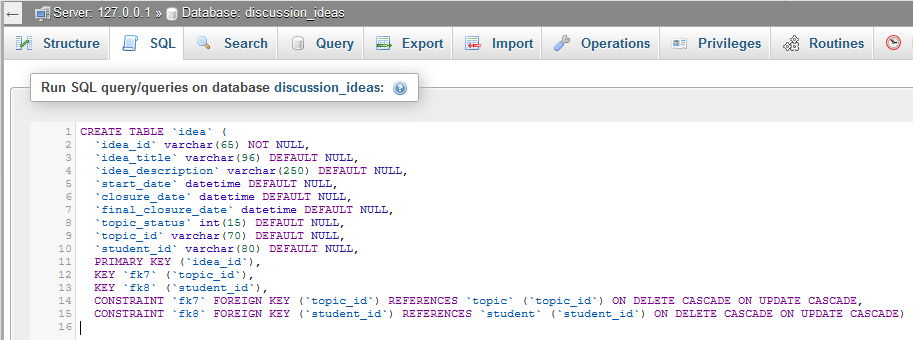 Server: 127.0.0.1 » Database: discussion_ideas
Structure SQL Search Query Export Import Operations Privileges Routines
Run SQL query/queries on database discussion_ideas:
1 CREATE TABLE `idea` (
2 `idea_id` varchar(65) NOT NULL,
3 `idea_title` varchar(96) DEFAULT NULL,
4 `idea_description` varchar(250) DEFAULT NULL,
5 `start_date` datetime DEFAULT NULL,
6 `closure_date` datetime DEFAULT NULL,
7 `final_closure_date` datetime DEFAULT NULL,
8 `topic_status` int(15) DEFAULT NULL,
9 `topic_id` varchar(70) DEFAULT NULL,
10 `student_id` varchar(80) DEFAULT NULL,
11 PRIMARY KEY (`idea_id`),
12 KEY `fk7` (`topic_id`),
13 KEY `fk8` (`student_id`),
14 CONSTRAINT `fk7` FOREIGN KEY (`topic_id`) REFERENCES `topic` (`topic_id`) ON DELETE CASCADE ON UPDATE CASCADE,
15 CONSTRAINT `fk8` FOREIGN KEY (`student_id`) REFERENCES `student` (`student_id`) ON DELETE CASCADE ON UPDATE CASCADE)
16